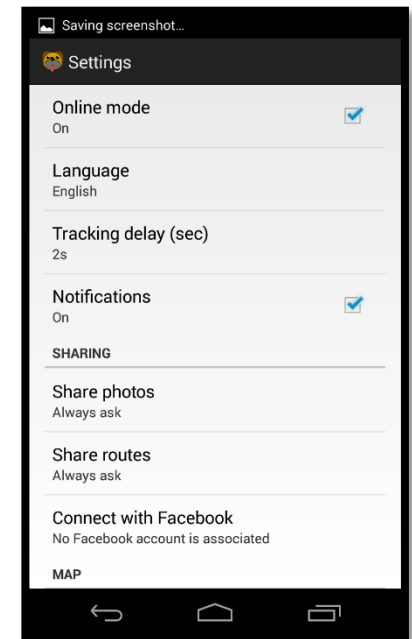 Saving screenshot...
Settings
Online mode
On
Language
English
Tracking delay (sec)
2s
Notifications
On
SHARING
Share photos
Always ask
Share routes
Always ask
Connect with Facebook
No Facebook account is associated
MAP